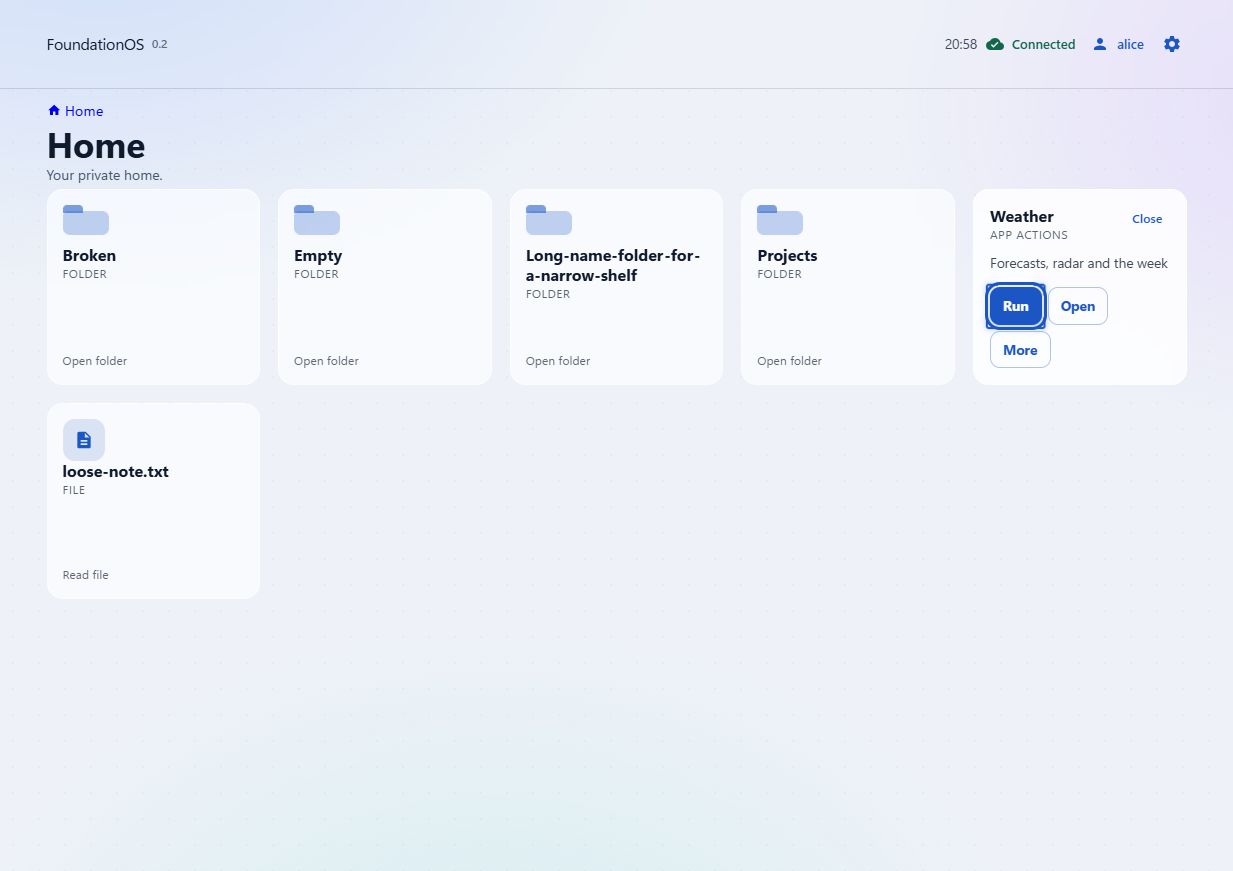 FoundationOS 0.2
20:58 Connected alice
Home
Home
Your private home.
Broken
FOLDER
Open folder
Empty
FOLDER
Open folder
Long-name-folder-for-
a-narrow-shelf
FOLDER
Open folder
Projects
FOLDER
Open folder
Weather
Close
APP ACTIONS
Forecasts, radar and the week
Run
Open
More
loose-note.txt
FILE
Read file